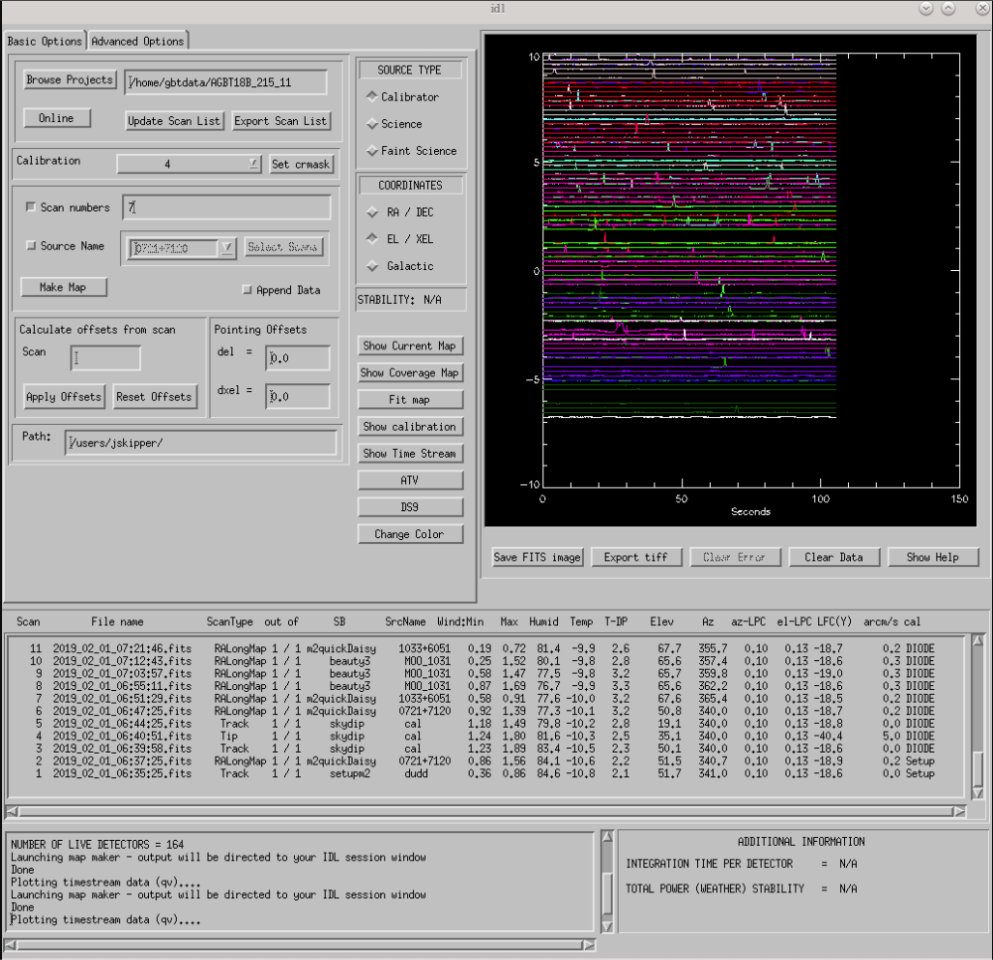 idl
Basic Options Advanced Options
Browse Projects /home/gbtdata/AGBT18B_215_11
Online Update Scan List Export Scan List
Calibration 4 Set crmask
Scan numbers 7
Source Name 0721+7120 Select Scans
Make Map Append Data
Calculate offsets from scan
Scan
Apply Offsets Reset Offsets
Pointing Offsets
del = 0.0
dxel = 0.0
Path: /users/jskipper/
SOURCE TYPE
Calibrator
Science
Faint Science
COORDINATES
RA / DEC
EL / XEL
Galactic
STABILITY: N/A
Show Current Map
Show Coverage Map
Fit map
Show calibration
Show Time Stream
ATV
DS9
Change Color
10
5
0
-5
-10
0 50 100 150
Seconds
Save FITS image Export tiff Clear Error Clear Data Show Help
Scan File name ScanType out of SB SrcName Wind:Min Max Humid Temp T-DP Elev Az az-LPC el-LPC LFC(Y) arcm/s cal
11 2019_02_01_07:21:46.fits RALongMap 1 / 1 m2quickDaisy 1033+6051 0.19 0.72 81.4 -9.9 2.6 67.7 355.7 0.10 0.13 -18.7 0.2 DIODE
10 2019_02_01_07:12:43.fits RALongMap 1 / 1 beauty3 MOO_1031 0.25 1.52 80.1 -9.8 2.8 65.6 357.4 0.10 0.13 -18.6 0.3 DIODE
9 2019_02_01_07:03:57.fits RALongMap 1 / 1 beauty3 MOO_1031 0.58 1.47 77.5 -9.8 3.2 65.7 359.8 0.10 0.13 -19.0 0.3 DIODE
8 2019_02_01_06:55:11.fits RALongMap 1 / 1 beauty3 MOO_1031 0.87 1.69 76.7 -9.9 3.3 65.6 362.2 0.10 0.13 -18.6 0.3 DIODE
7 2019_02_01_06:51:29.fits RALongMap 1 / 1 m2quickDaisy 1033+6051 0.58 0.91 77.6 -10.0 3.2 67.6 365.4 0.10 0.13 -18.5 0.2 DIODE
6 2019_02_01_06:47:25.fits RALongMap 1 / 1 m2quickDaisy 0721+7120 0.92 1.39 77.3 -10.1 3.2 50.8 340.0 0.10 0.13 -18.7 0.2 DIODE
5 2019_02_01_06:44:25.fits Track 1 / 1 skydip cal 1.18 1.49 79.8 -10.2 2.8 19.1 340.0 0.10 0.13 -18.8 0.0 DIODE
4 2019_02_01_06:40:51.fits Tip 1 / 1 skydip cal 1.24 1.80 81.6 -10.3 2.5 35.1 340.0 0.10 0.13 -40.4 5.0 DIODE
3 2019_02_01_06:39:58.fits Track 1 / 1 skydip cal 1.23 1.89 83.4 -10.5 2.3 50.1 340.0 0.10 0.13 -18.6 0.0 DIODE
2 2019_02_01_06:37:25.fits RALongMap 1 / 1 m2quickDaisy 0721+7120 0.86 1.56 84.1 -10.6 2.2 51.5 340.7 0.10 0.13 -18.9 0.2 Setup
1 2019_02_01_06:35:25.fits Track 1 / 1 setupm2 dudd 0.36 0.86 84.6 -10.8 2.1 51.7 341.0 0.10 0.13 -18.6 0.0 Setup
NUMBER OF LIVE DETECTORS = 164
Launching map maker - output will be directed to your IDL session window
Done
Plotting timestream data (qv)....
Launching map maker - output will be directed to your IDL session window
Done
Plotting timestream data (qv)....
ADDITIONAL INFORMATION
INTEGRATION TIME PER DETECTOR = N/A
TOTAL POWER (WEATHER) STABILITY = N/A